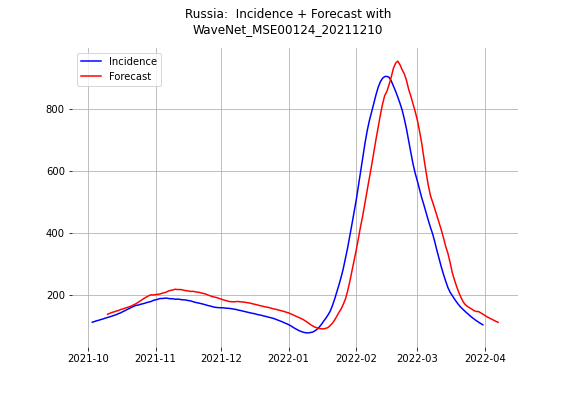 Russia:  Incidence + Forecast with
WaveNet_MSE00124_20211210
Incidence
Forecast
800
600
400
200
2021-10 2021-11 2021-12 2022-01 2022-02 2022-03 2022-04